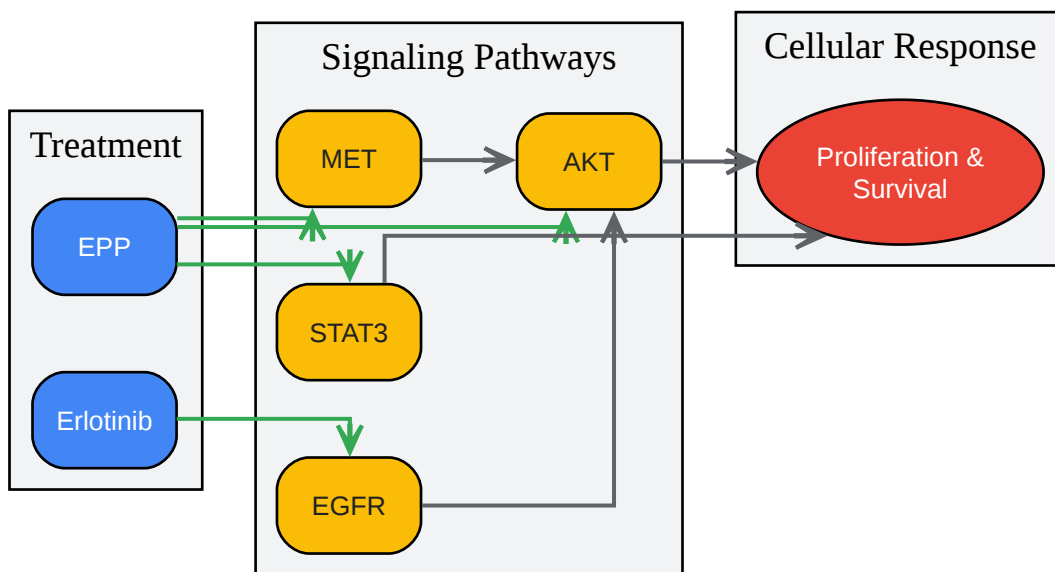 Treatment
EPP
Erlotinib
Signaling Pathways
MET
AKT
STAT3
EGFR
Cellular Response
Proliferation &
Survival